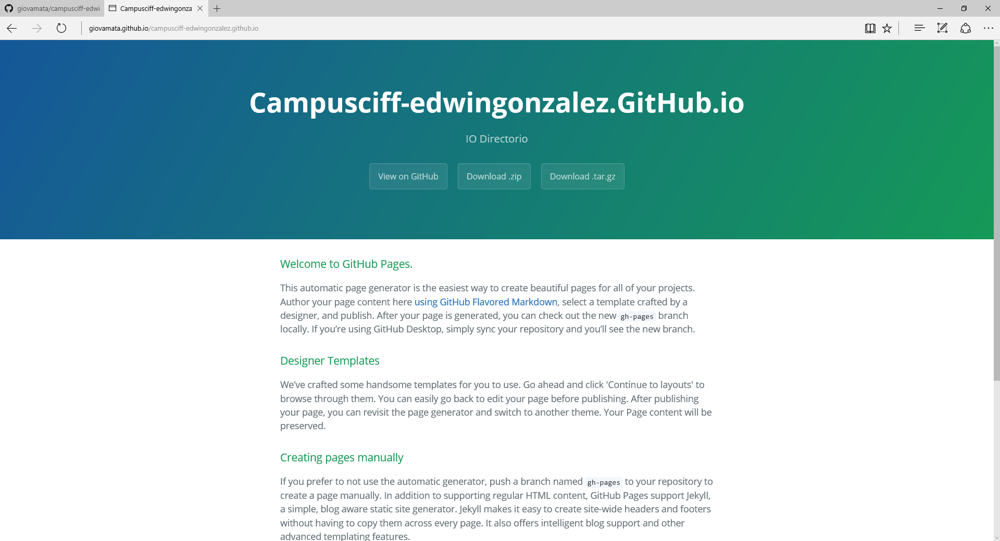 giovamata/campusciff-edwi
Campusciff-edwingonza
giovamata.github.io/campusciff-edwingonzalez.github.io
Campusciff-edwingonzalez.GitHub.io
IO Directorio
View on GitHub
Download .zip
Download .tar.gz
Welcome to GitHub Pages.
This automatic page generator is the easiest way to create beautiful pages for all of your projects.
Author your page content here using GitHub Flavored Markdown, select a template crafted by a
designer, and publish. After your page is generated, you can check out the new gh-pages branch
locally. If you’re using GitHub Desktop, simply sync your repository and you’ll see the new branch.
Designer Templates
We’ve crafted some handsome templates for you to use. Go ahead and click 'Continue to layouts' to
browse through them. You can easily go back to edit your page before publishing. After publishing
your page, you can revisit the page generator and switch to another theme. Your Page content will be
preserved.
Creating pages manually
If you prefer to not use the automatic generator, push a branch named gh-pages to your repository to
create a page manually. In addition to supporting regular HTML content, GitHub Pages support Jekyll,
a simple, blog aware static site generator. Jekyll makes it easy to create site-wide headers and footers
without having to copy them across every page. It also offers intelligent blog support and other
advanced templating features.